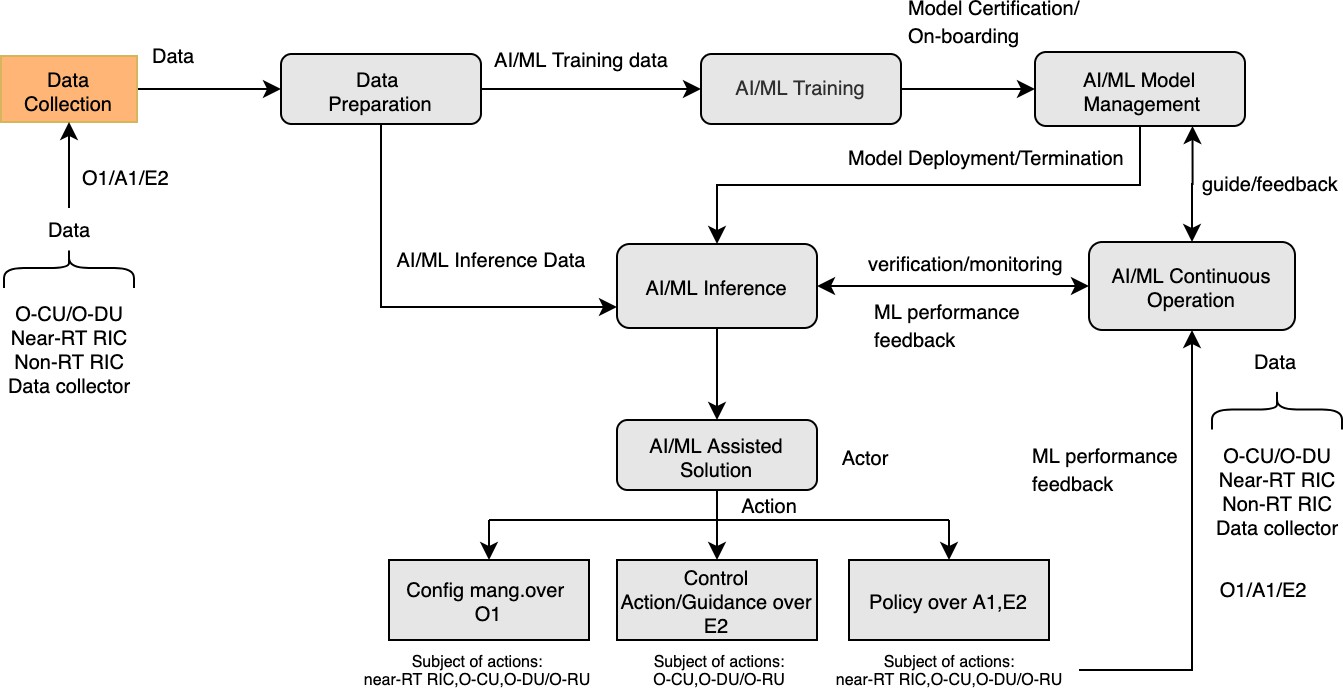 Model Certification/
On-boarding
Data
AI/ML Training data
Data
Collection
Data
Preparation
AI/ML Training
AI/ML Model
Management
Model Deployment/Termination
O1/A1/E2
guide/feedback
Data
AI/ML Inference Data
verification/monitoring
AI/ML Inference
AI/ML Continuous
Operation
ML performance
feedback
O-CU/O-DU
Near-RT RIC
Non-RT RIC
Data collector
Data
AI/ML Assisted
Solution
Actor
ML performance
feedback
O-CU/O-DU
Near-RT RIC
Non-RT RIC
Data collector
Action
Config mang.over
O1
Control
Action/Guidance over
E2
Policy over A1,E2
O1/A1/E2
Subject of actions:
near-RT RIC,O-CU,O-DU/O-RU
Subject of actions:
O-CU,O-DU/O-RU
Subject of actions:
near-RT RIC,O-CU,O-DU/O-RU